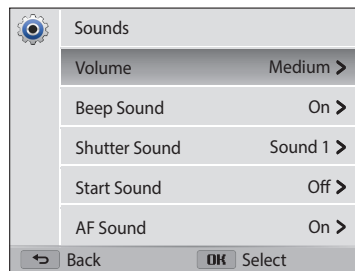 Sounds
Volume Medium >
Beep Sound On >
Shutter Sound Sound 1 >
Start Sound Off >
AF Sound On >
Back OK Select